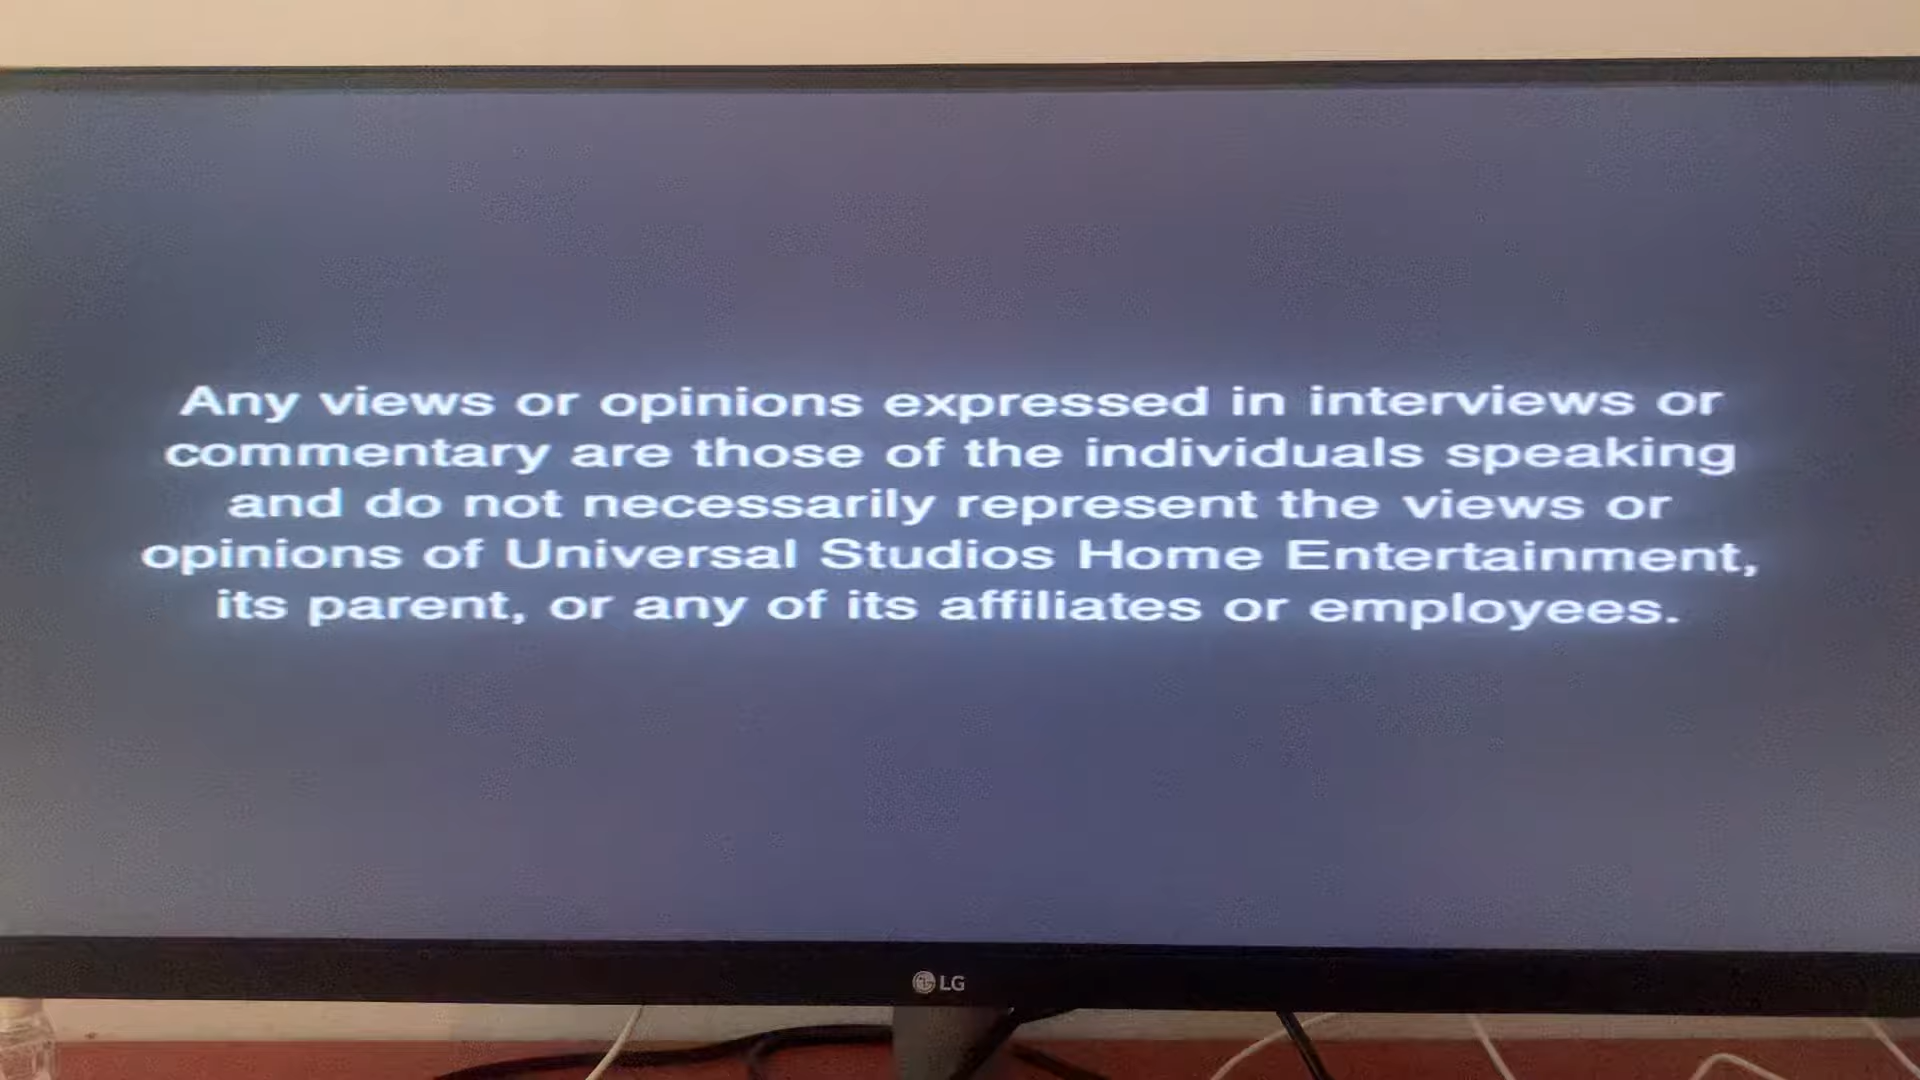 Any views or opinions expressed in interviews or
commentary are those of the individuals speaking
and do not necessarily represent the views or
opinions of Universal Studios Home Entertainment,
its parent, or any of its affiliates or employees.
LG